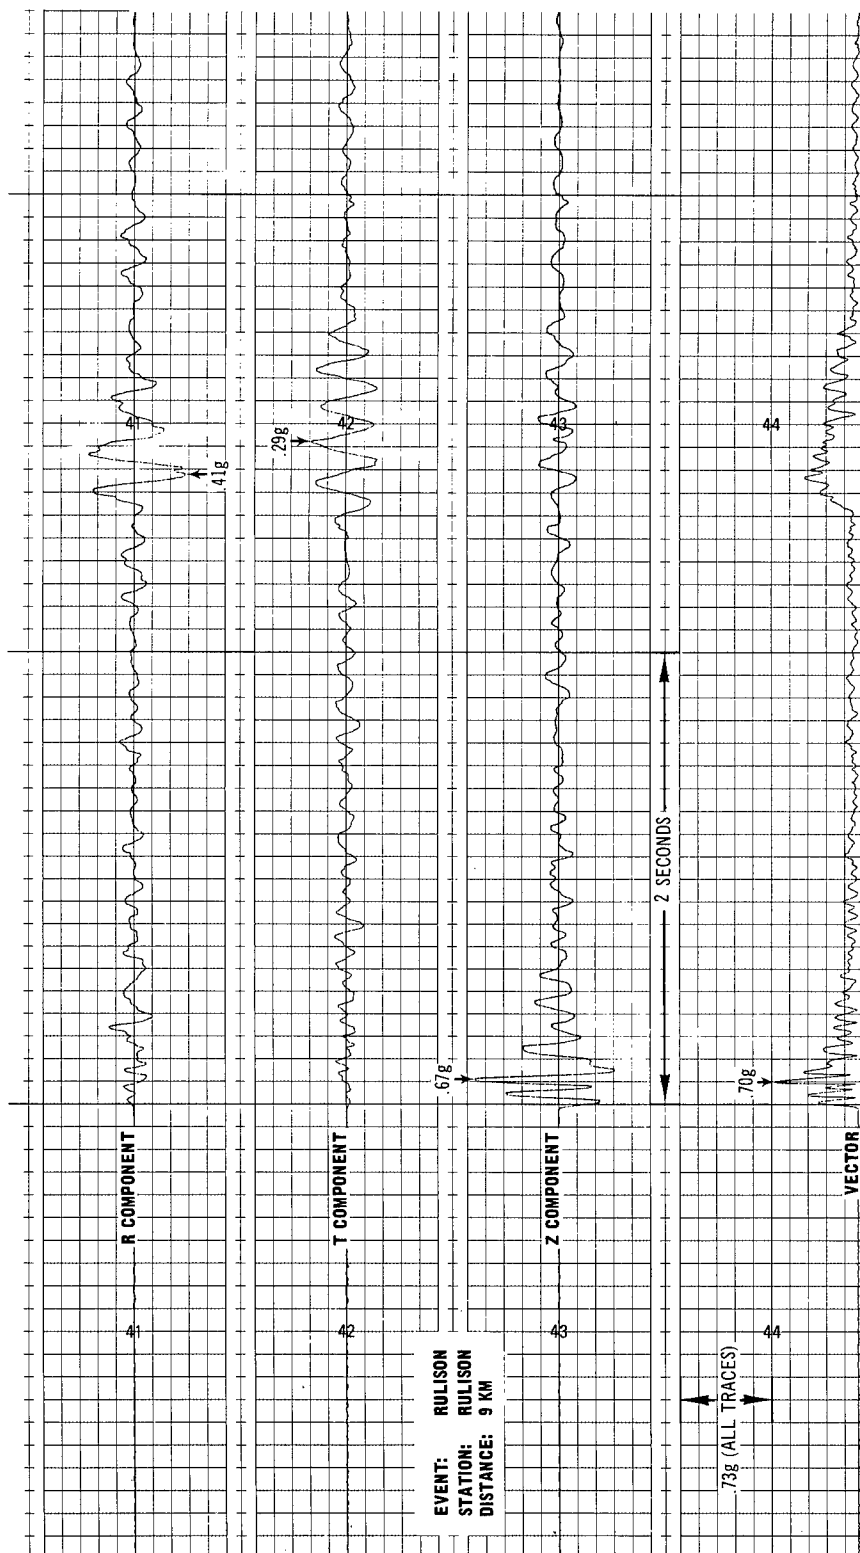 R COMPONENT
41
41
.41g
T COMPONENT
42
42
.29g
Z COMPONENT
43
43
.67g
2 SECONDS
VECTOR
44
44
.70g
.73g (ALL TRACES)
EVENT: RULISON
STATION: RULISON
DISTANCE: 9 KM